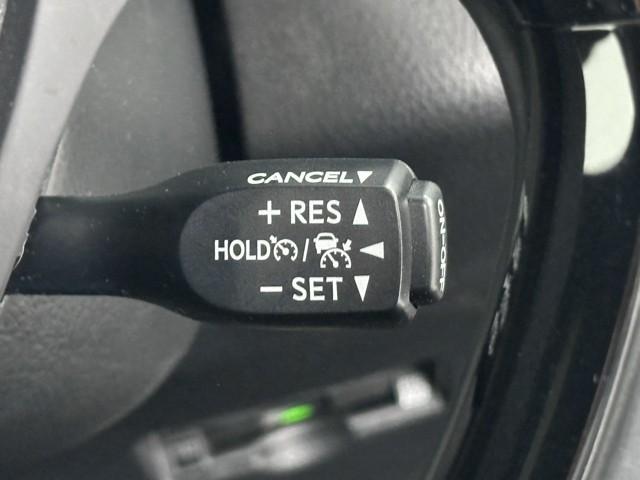 CANCEL▼
+ RES ▲
HOLD / ◀
− SET ▼
ON-OFF